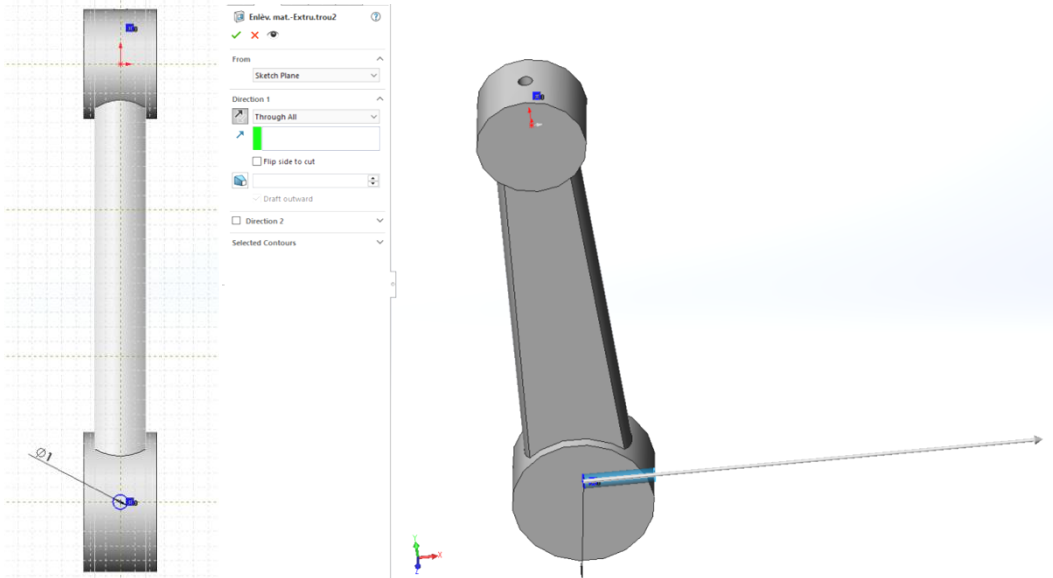 Enlèv. mat.-Extru.trou2
From
Sketch Plane
Direction 1
Through All
Flip side to cut
Draft outward
Direction 2
Selected Contours
Ø1
Y
X
Z